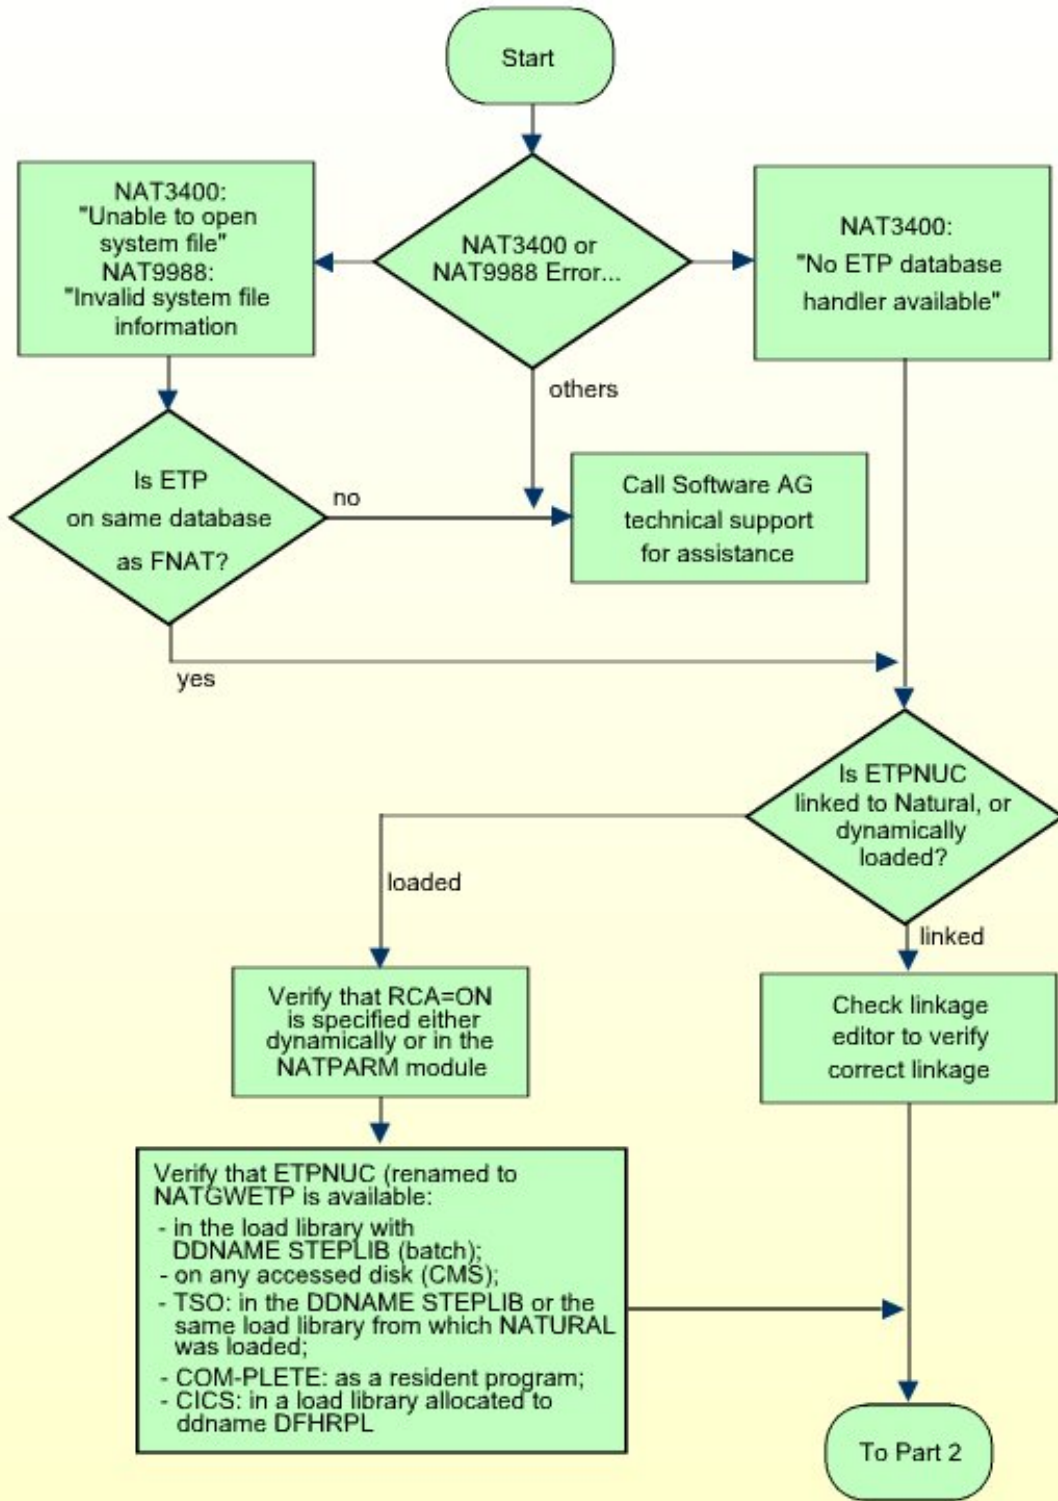 Start
NAT3400:
"Unable to open
system file"
NAT9988:
"Invalid system file
information
NAT3400 or
NAT9988 Error...
NAT3400:
"No ETP database
handler available"
others
Is ETP
on same database
as FNAT?
no
Call Software AG
technical support
for assistance
yes
Is ETPNUC
linked to Natural, or
dynamically
loaded?
loaded
linked
Verify that RCA=ON
is specified either
dynamically or in the
NATPARM module
Check linkage
editor to verify
correct linkage
Verify that ETPNUC (renamed to
NATGWETP is available:
- in the load library with
DDNAME STEPLIB (batch);
- on any accessed disk (CMS);
- TSO: in the DDNAME STEPLIB or the
same load library from which NATURAL
was loaded;
- COM-PLETE: as a resident program;
- CICS: in a load library allocated to
ddname DFHRPL
To Part 2